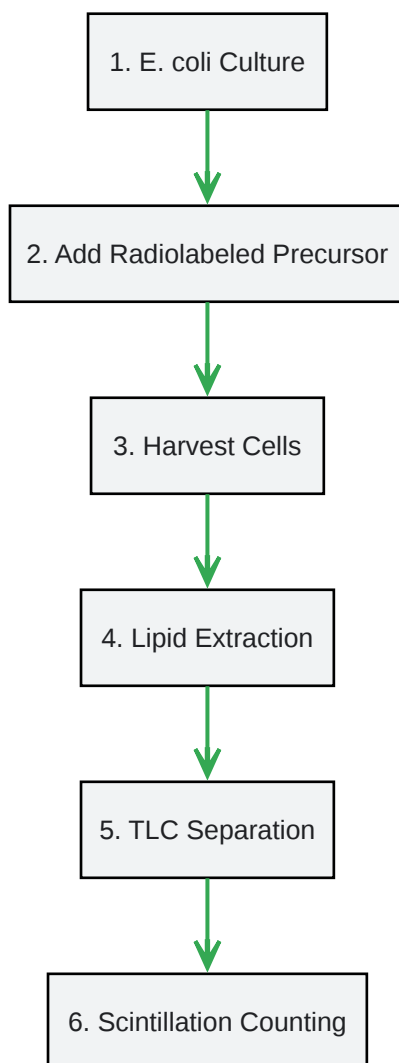 1. E. coli Culture
2. Add Radiolabeled Precursor
3. Harvest Cells
4. Lipid Extraction
5. TLC Separation
6. Scintillation Counting